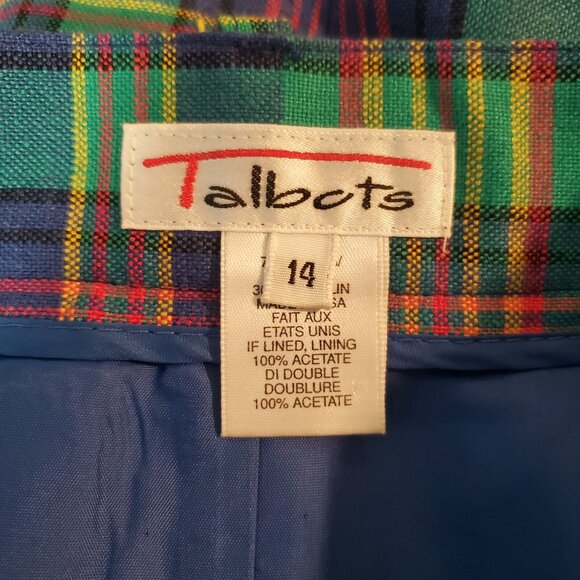 Talbots
14
FAIT AUX
ETATS UNIS
IF LINED, LINING
100% ACETATE
DI DOUBLE
DOUBLURE
100% ACETATE